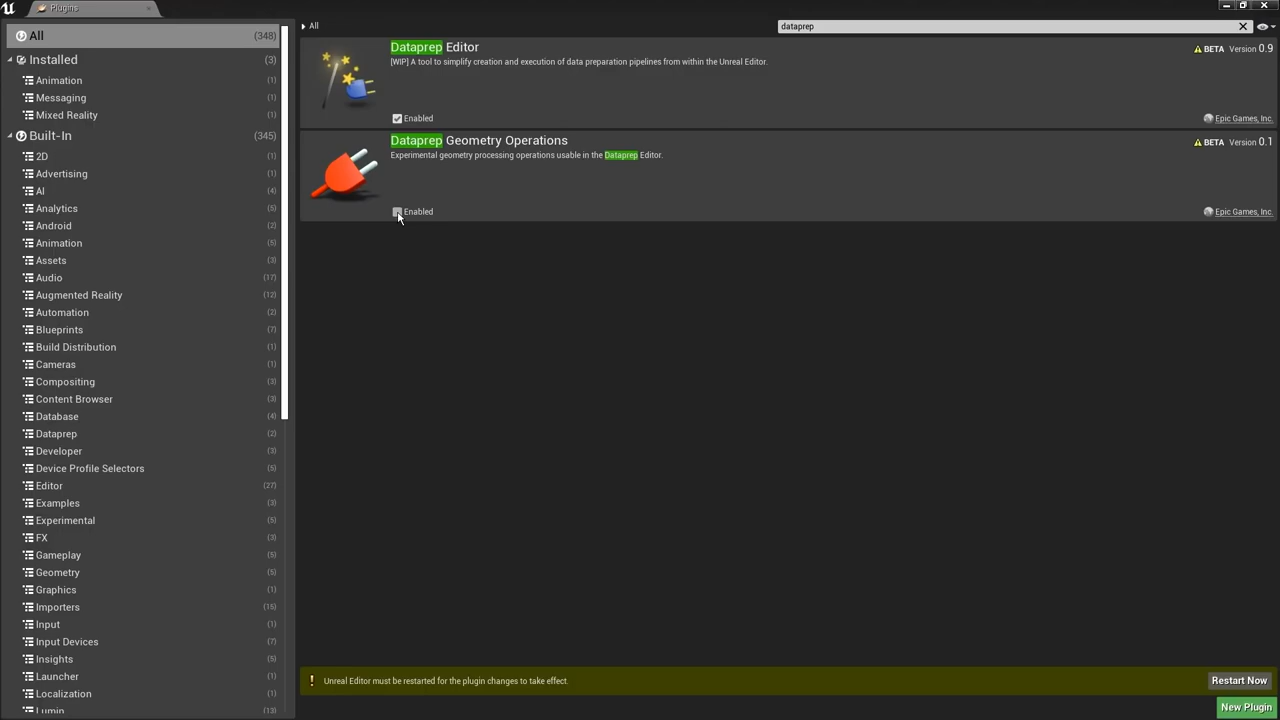 Plugins
All (348)
Installed (3)
Animation (1)
Messaging (1)
Mixed Reality (1)
Built-In (345)
2D (1)
Advertising (1)
AI (4)
Analytics (5)
Android (2)
Animation (5)
Assets (3)
Audio (17)
Augmented Reality (12)
Automation (2)
Blueprints (7)
Build Distribution (1)
Cameras (1)
Compositing (3)
Content Browser (3)
Database (4)
Dataprep (2)
Developer (3)
Device Profile Selectors (5)
Editor (27)
Examples (3)
Experimental (5)
FX (3)
Gameplay (5)
Geometry (5)
Graphics (1)
Importers (15)
Input (1)
Input Devices (7)
Insights (5)
Launcher (1)
Localization (1)
Lumin (13)
All
dataprep
Dataprep Editor
BETA Version 0.9
[WIP] A tool to simplify creation and execution of data preparation pipelines from within the Unreal Editor.
Enabled
Epic Games, Inc.
Dataprep Geometry Operations
BETA Version 0.1
Experimental geometry processing operations usable in the Dataprep Editor.
Enabled
Epic Games, Inc.
! Unreal Editor must be restarted for the plugin changes to take effect.
Restart Now
New Plugin